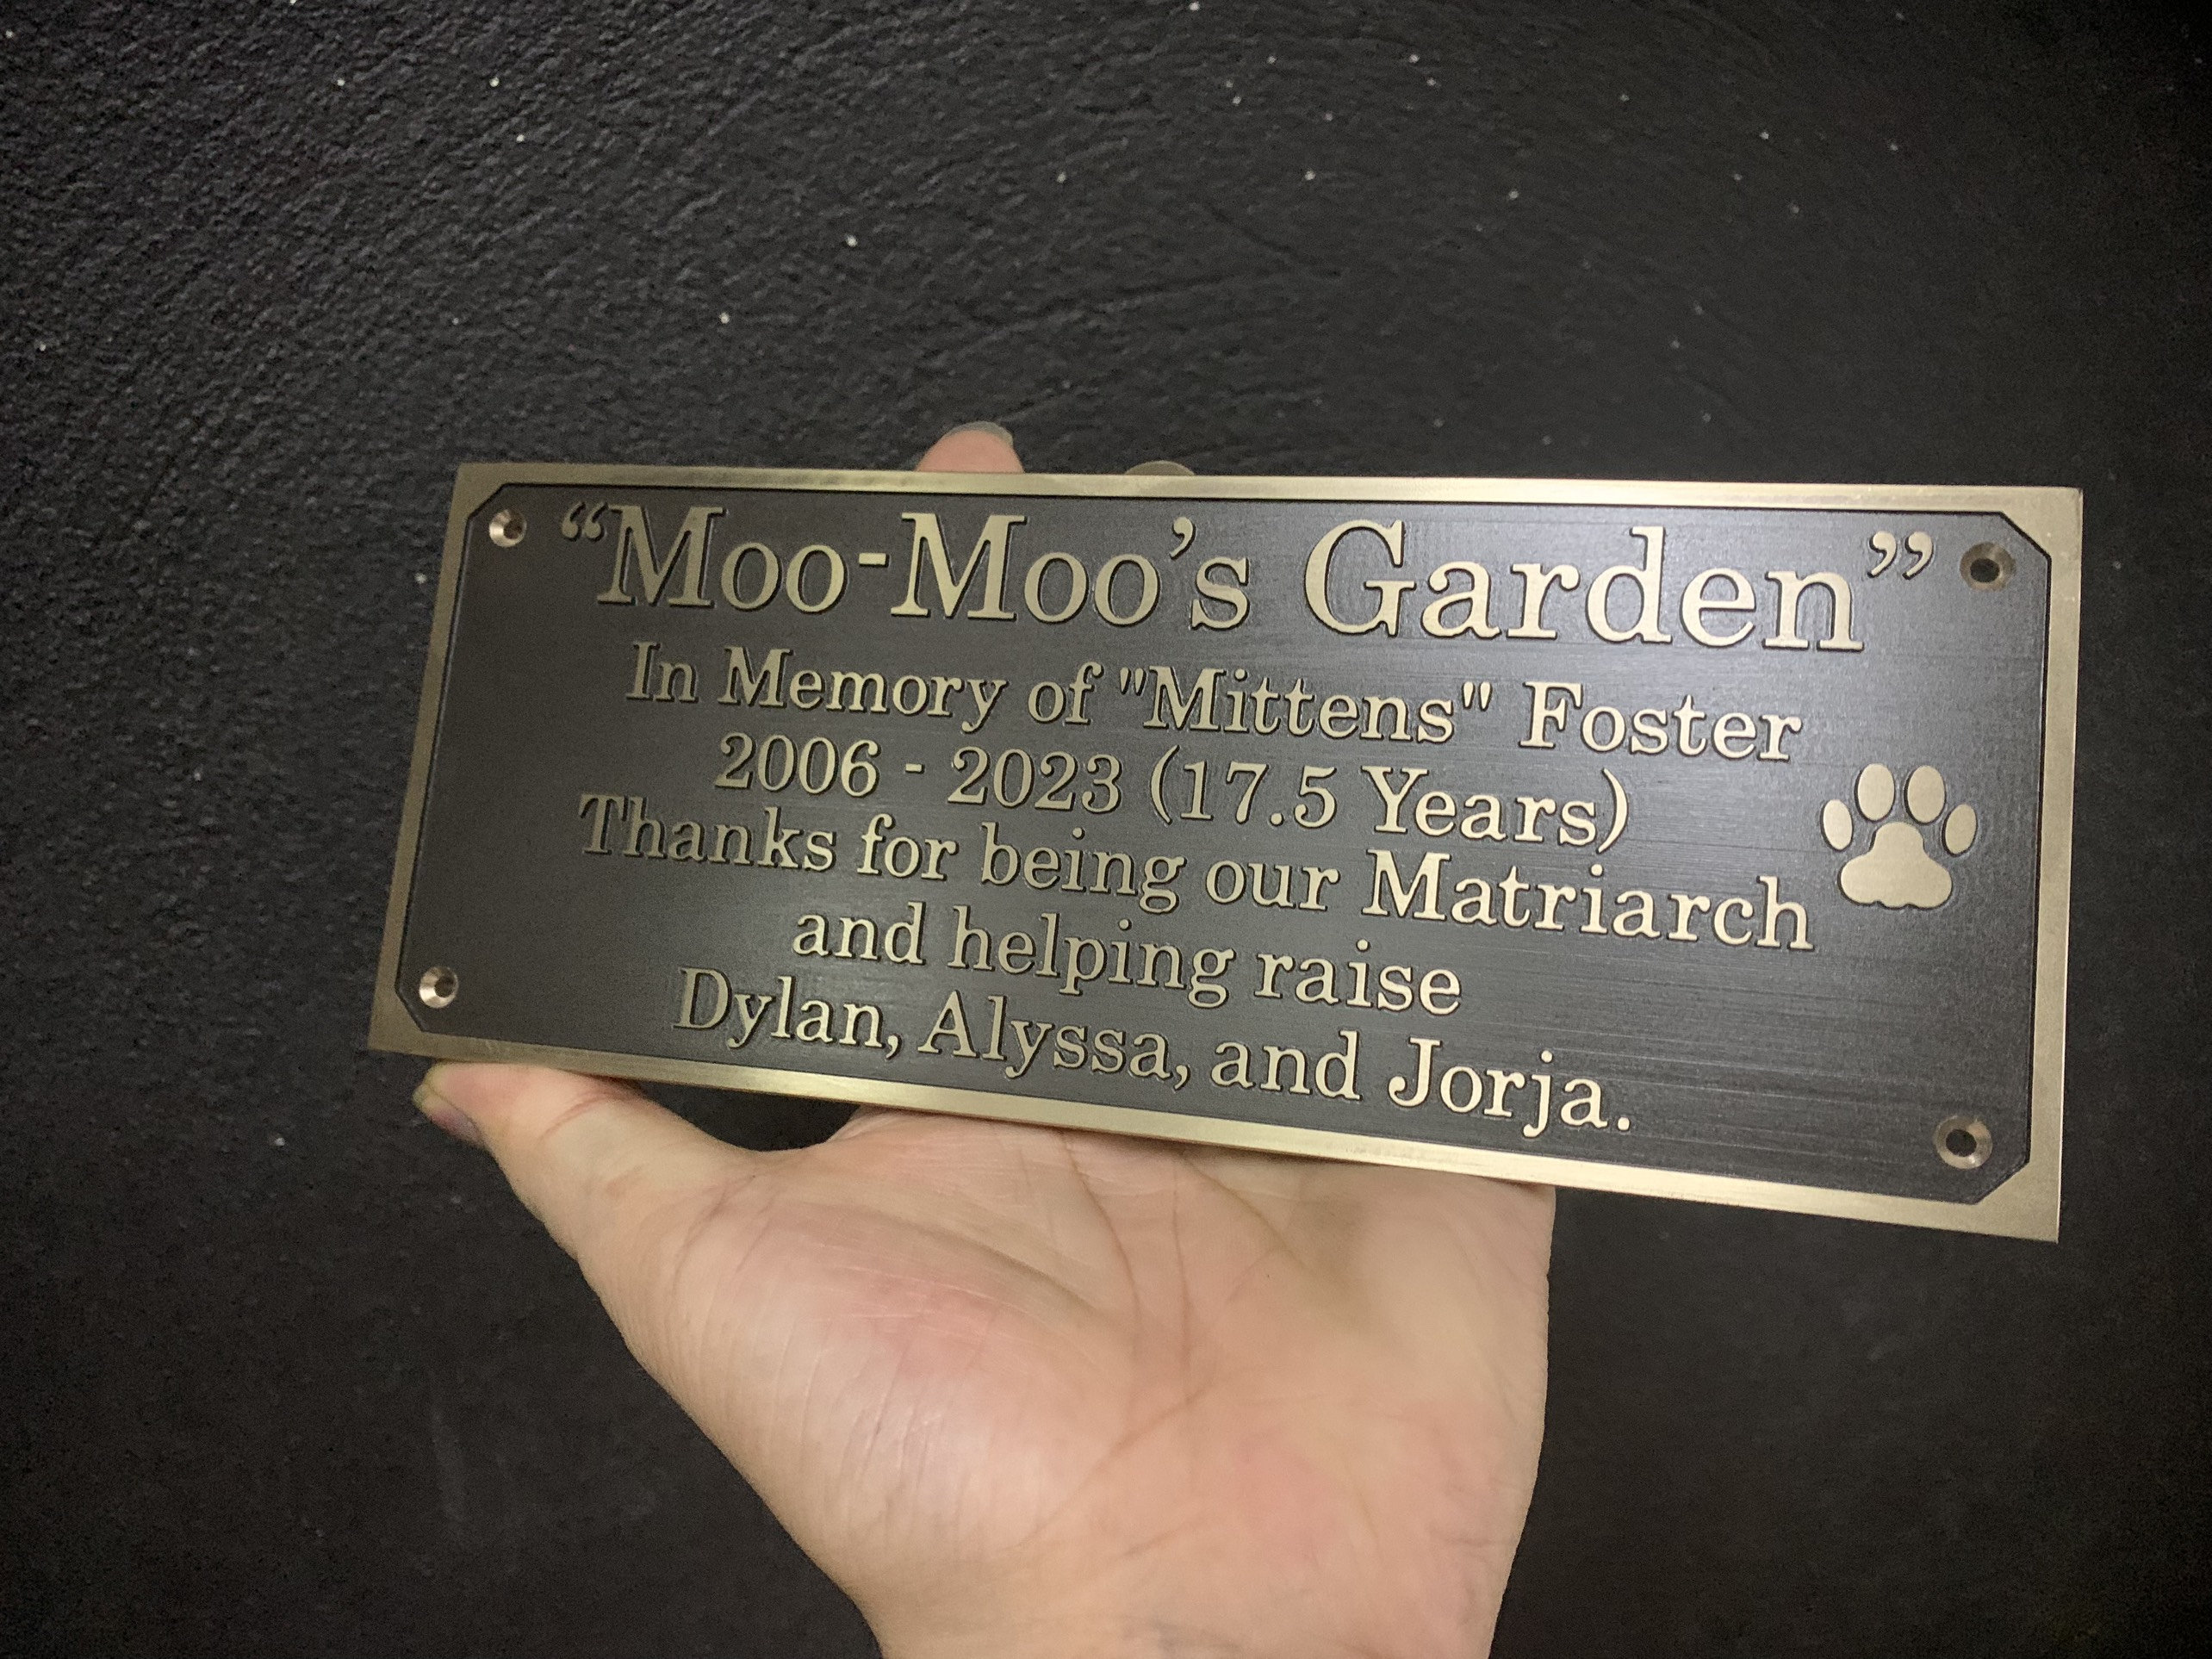 “Moo-Moo’s Garden”
In Memory of "Mittens" Foster
2006 - 2023 (17.5 Years)
Thanks for being our Matriarch
and helping raise
Dylan, Alyssa, and Jorja.